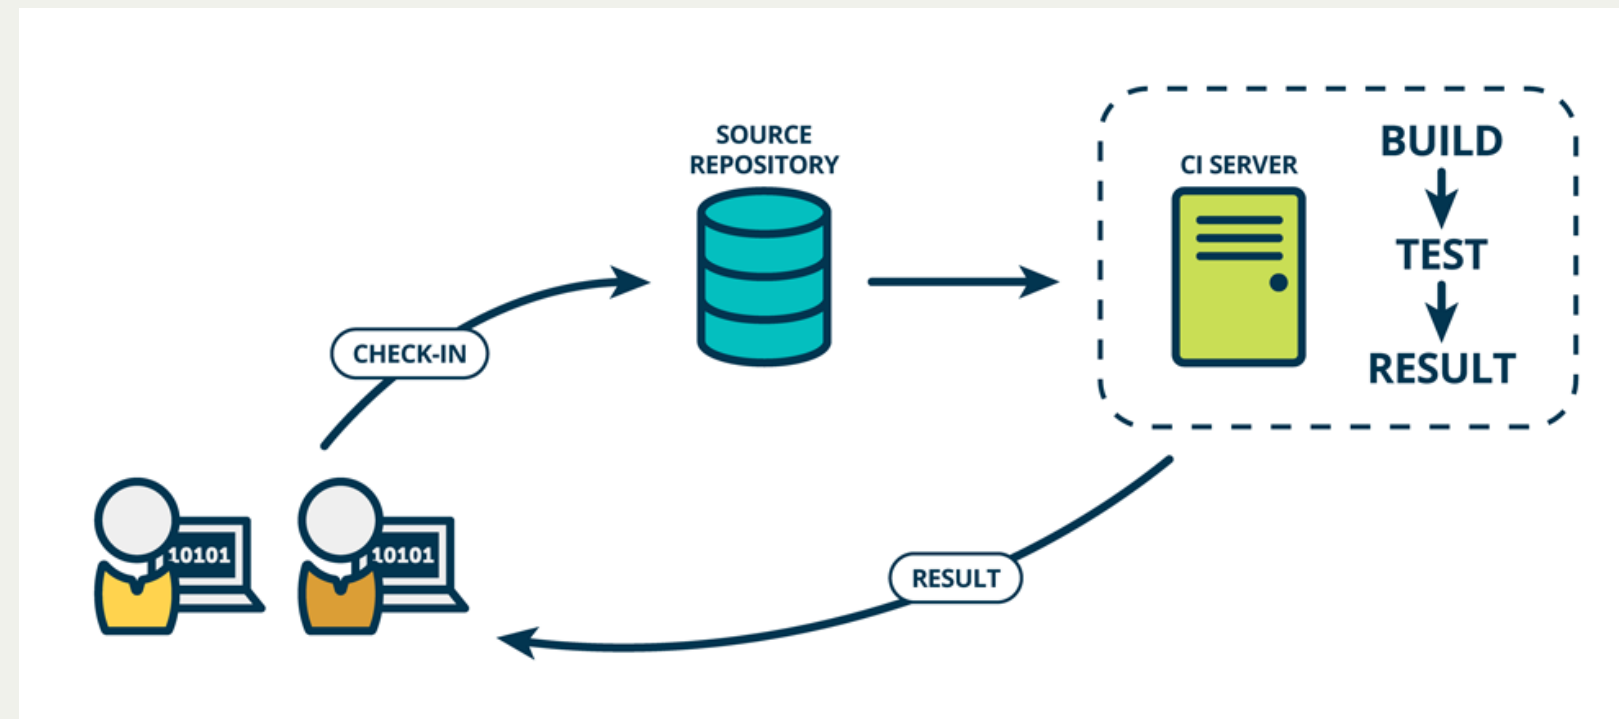 SOURCE
REPOSITORY
CI SERVER
BUILD
TEST
RESULT
CHECK-IN
10101
10101
RESULT